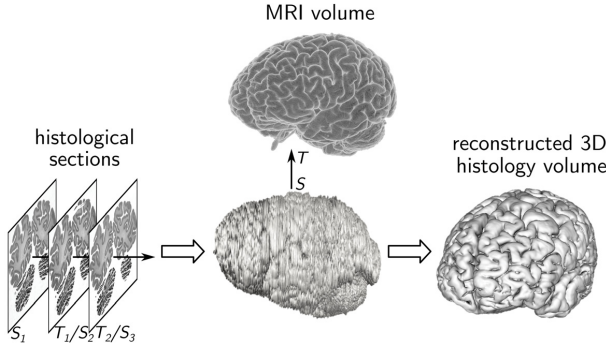 MRI volume
histological
sections
T
S
reconstructed 3D
histology volume
S₁
T₁/S₂
T₂/S₃